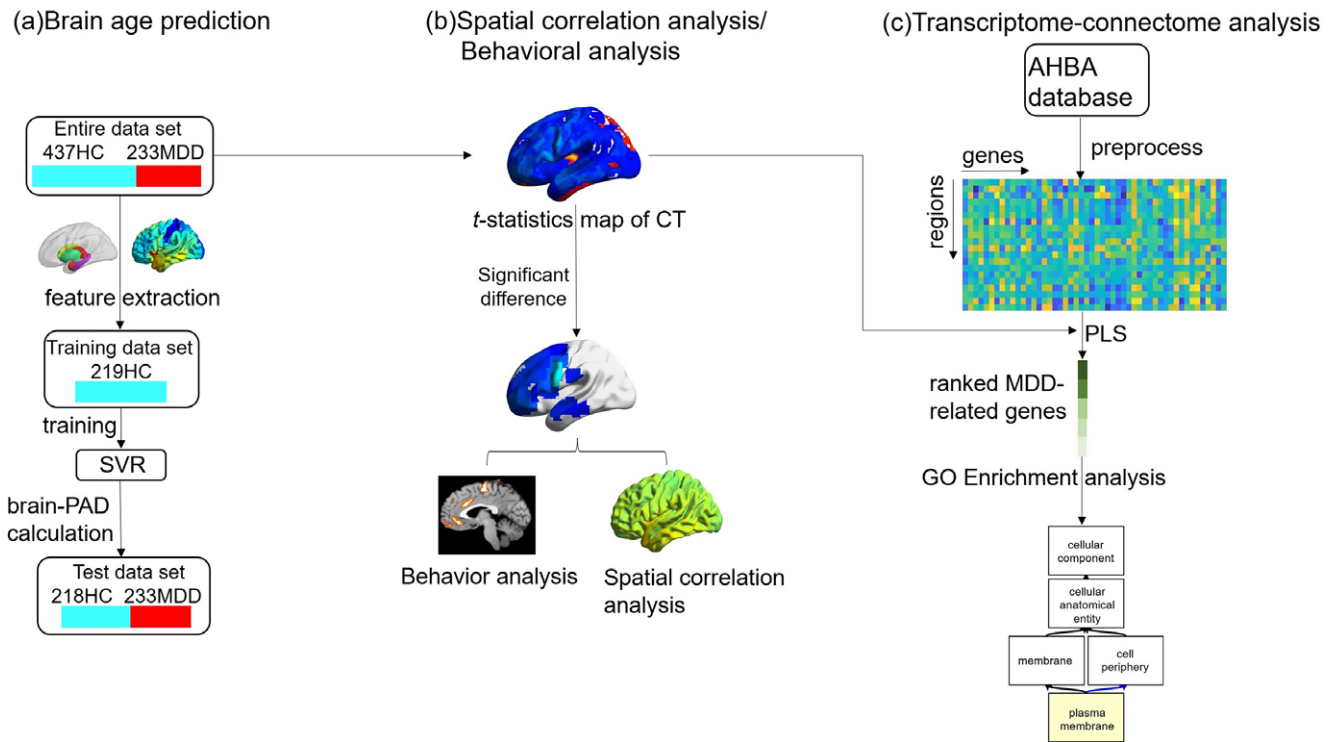 (a)Brain age prediction
Entire data set
437HC 233MDD
feature extraction
Training data set
219HC
training
SVR
brain-PAD
calculation
Test data set
218HC 233MDD
(b)Spatial correlation analysis/
Behavioral analysis
t-statistics map of CT
Significant
difference
Behavior analysis
Spatial correlation
analysis
(c)Transcriptome-connectome analysis
AHBA
database
preprocess
genes
regions
PLS
ranked MDD-
related genes
GO Enrichment analysis
cellular
component
cellular
anatomical
entity
membrane
cell
periphery
plasma
membrane